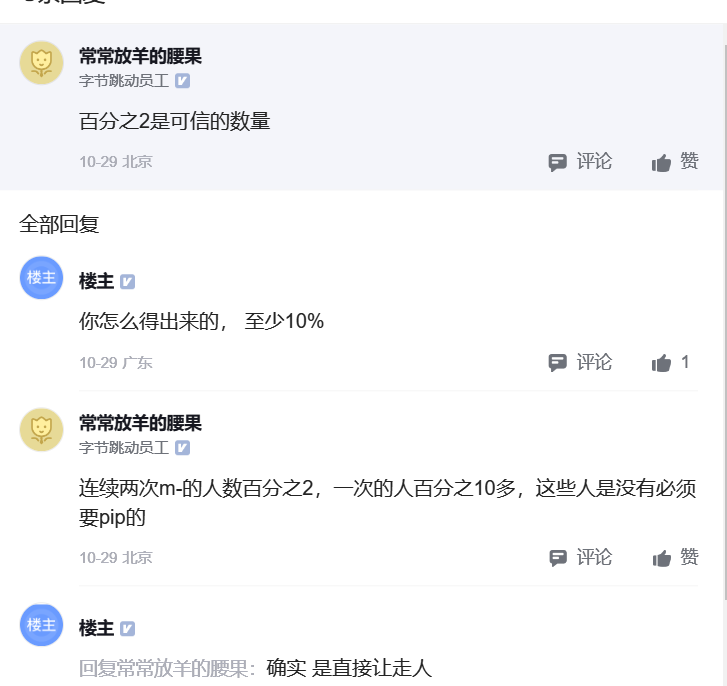 常常放羊的腰果
字节跳动员工
百分之2是可信的数量
10-29 北京
评论
赞
全部回复
楼主
楼主
你怎么得出来的， 至少10%
10-29 广东
评论
1
常常放羊的腰果
字节跳动员工
连续两次m-的人数百分之2，一次的人百分之10多，这些人是没有必须
要pip的
10-29 北京
评论
赞
楼主
楼主
回复常常放羊的腰果：确实 是直接让走人